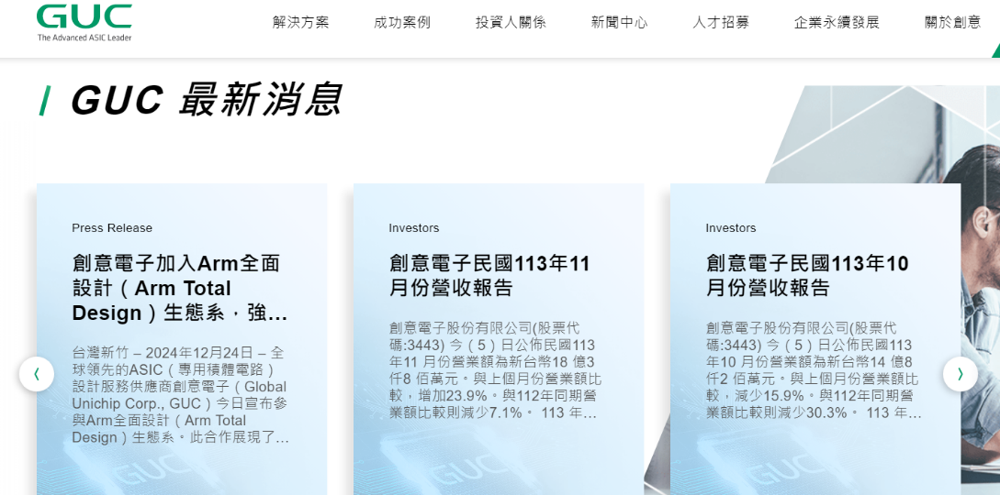 GUC
The Advanced ASIC Leader
解決方案 成功案例 投資人關係 新聞中心 人才招募 企業永續發展 關於創意
GUC 最新消息
Press Release
創意電子加入Arm全面
設計（Arm Total
Design）生態系，強...
台灣新竹 – 2024年12月24日 – 全
球領先的ASIC（專用積體電路）
設計服務供應商創意電子（Global
Unichip Corp., GUC）今日宣布參
與Arm全面設計（Arm Total
Design）生態系。此合作展現了...
GUC
Investors
創意電子民國113年11
月份營收報告
創意電子股份有限公司(股票代
碼:3443) 今（5）日公佈民國113
年11 月份營業額為新台幣18 億3
仟8 佰萬元。與上個月份營業額比
較，增加23.9%。與112年同期營
業額比較則減少7.1%。 113 年...
GUC
Investors
創意電子民國113年10
月份營收報告
創意電子股份有限公司(股票代
碼:3443) 今（5）日公佈民國113
年10 月份營業額為新台幣14 億8
仟2 佰萬元。與上個月份營業額比
較，減少15.9%。與112年同期營
業額比較則減少30.3%。 113 年...
GUC